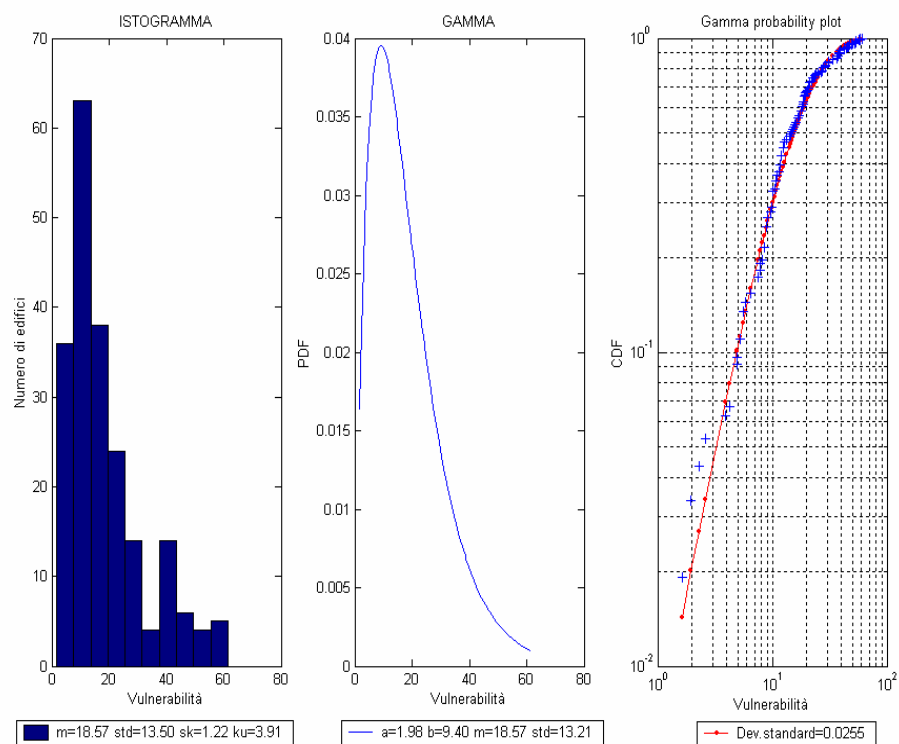 ISTOGRAMMA
70
60
50
40
30
20
10
0
Numero di edifici
0
20
40
60
80
Vulnerabilità
m=18.57 std=13.50 sk=1.22 ku=3.91
GAMMA
0.04
0.035
0.03
0.025
0.02
0.015
0.01
0.005
0
PDF
0
20
40
60
80
Vulnerabilità
a=1.98 b=9.40 m=18.57 std=13.21
Gamma probability plot
10^0
10^-1
10^-2
CDF
10^0
10^1
10^2
Vulnerabilità
Dev.standard=0.0255